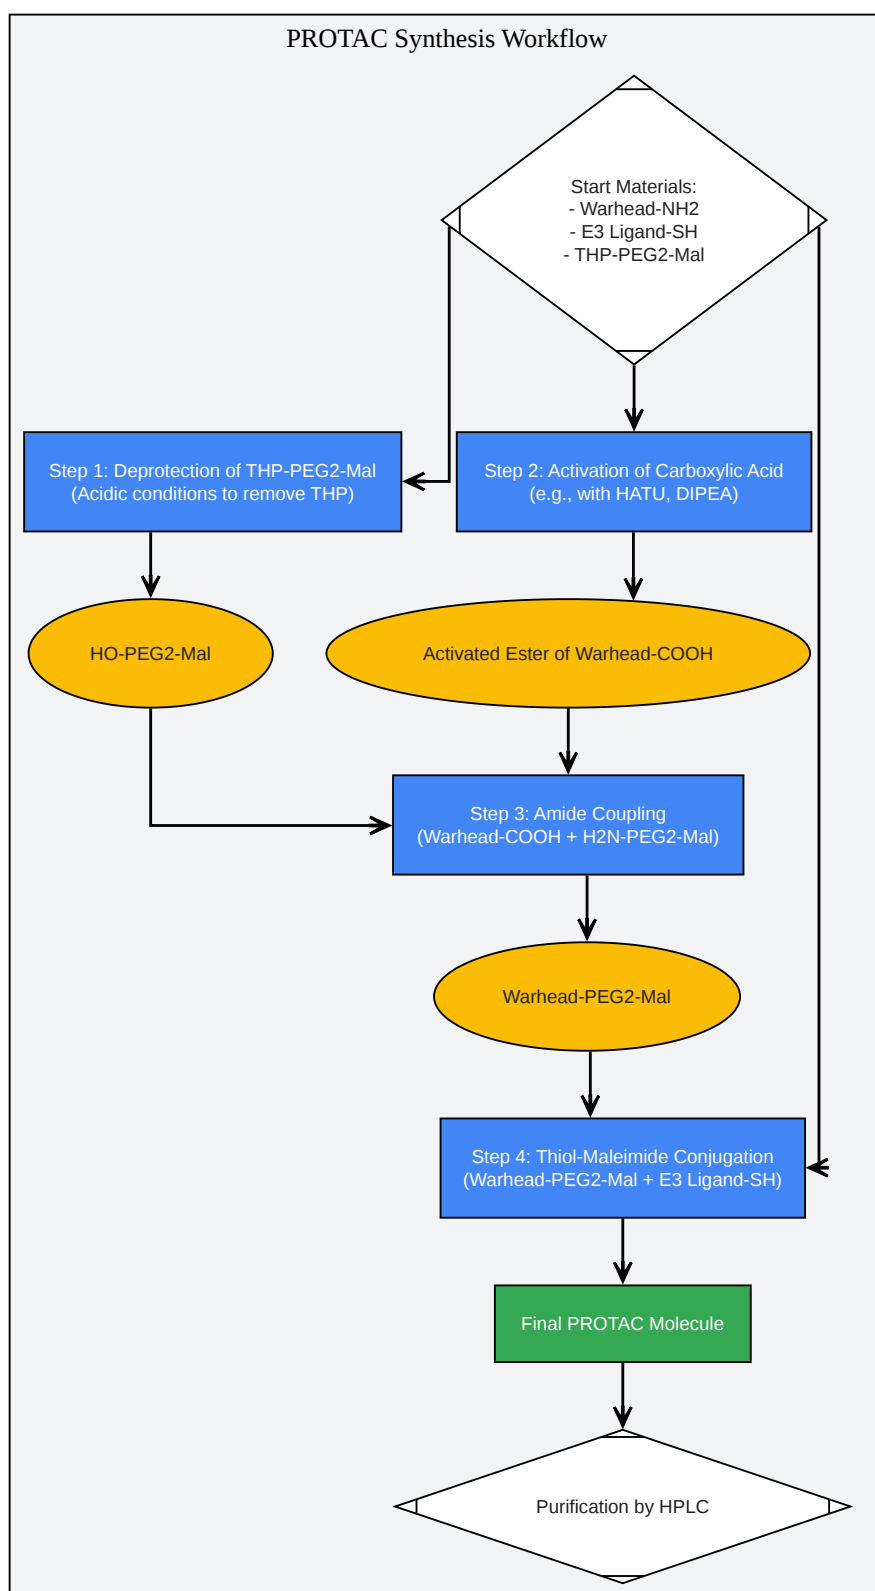 PROTAC Synthesis Workflow
Start Materials:
- Warhead-NH2
- E3 Ligand-SH
- THP-PEG2-Mal
Step 1: Deprotection of THP-PEG2-Mal
(Acidic conditions to remove THP)
Step 2: Activation of Carboxylic Acid
(e.g., with HATU, DIPEA)
HO-PEG2-Mal
Activated Ester of Warhead-COOH
Step 3: Amide Coupling
(Warhead-COOH + H2N-PEG2-Mal)
Warhead-PEG2-Mal
Step 4: Thiol-Maleimide Conjugation
(Warhead-PEG2-Mal + E3 Ligand-SH)
Final PROTAC Molecule
Purification by HPLC